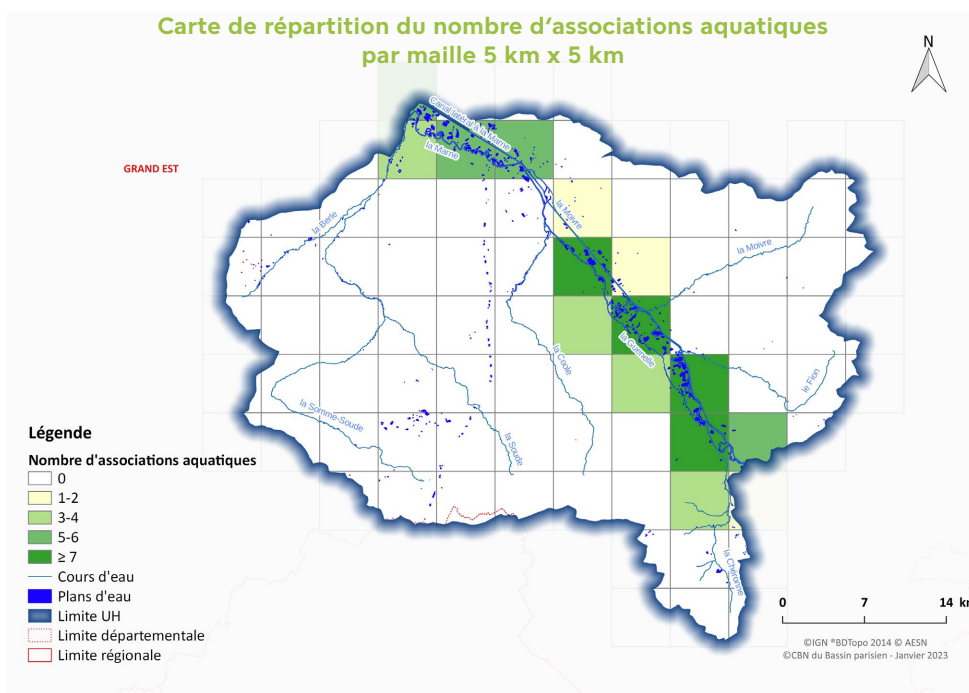 Carte de répartition du nombre d'associations aquatiques
par maille 5 km x 5 km
N
GRAND EST
Canal latéral à la Marne
la Marne
la Berle
la Moivre
la Moivre
la Guenelle
la Coole
le Fion
la Somme-Soude
la Soude
la Chéronne
Légende
Nombre d'associations aquatiques
0
1-2
3-4
5-6
≥ 7
Cours d'eau
Plans d'eau
Limite UH
Limite départementale
Limite régionale
0 7 14 km
©IGN ®BDTopo 2014 © AESN
©CBN du Bassin parisien - Janvier 2023